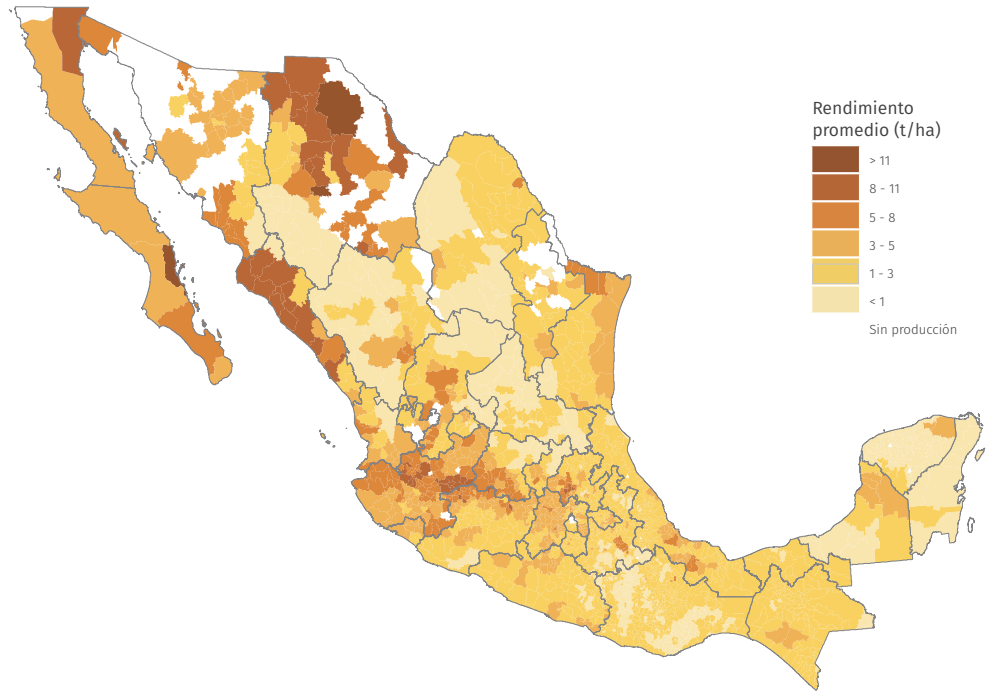 Rendimiento
promedio (t/ha)
> 11
8 - 11
5 - 8
3 - 5
1 - 3
< 1
Sin producción